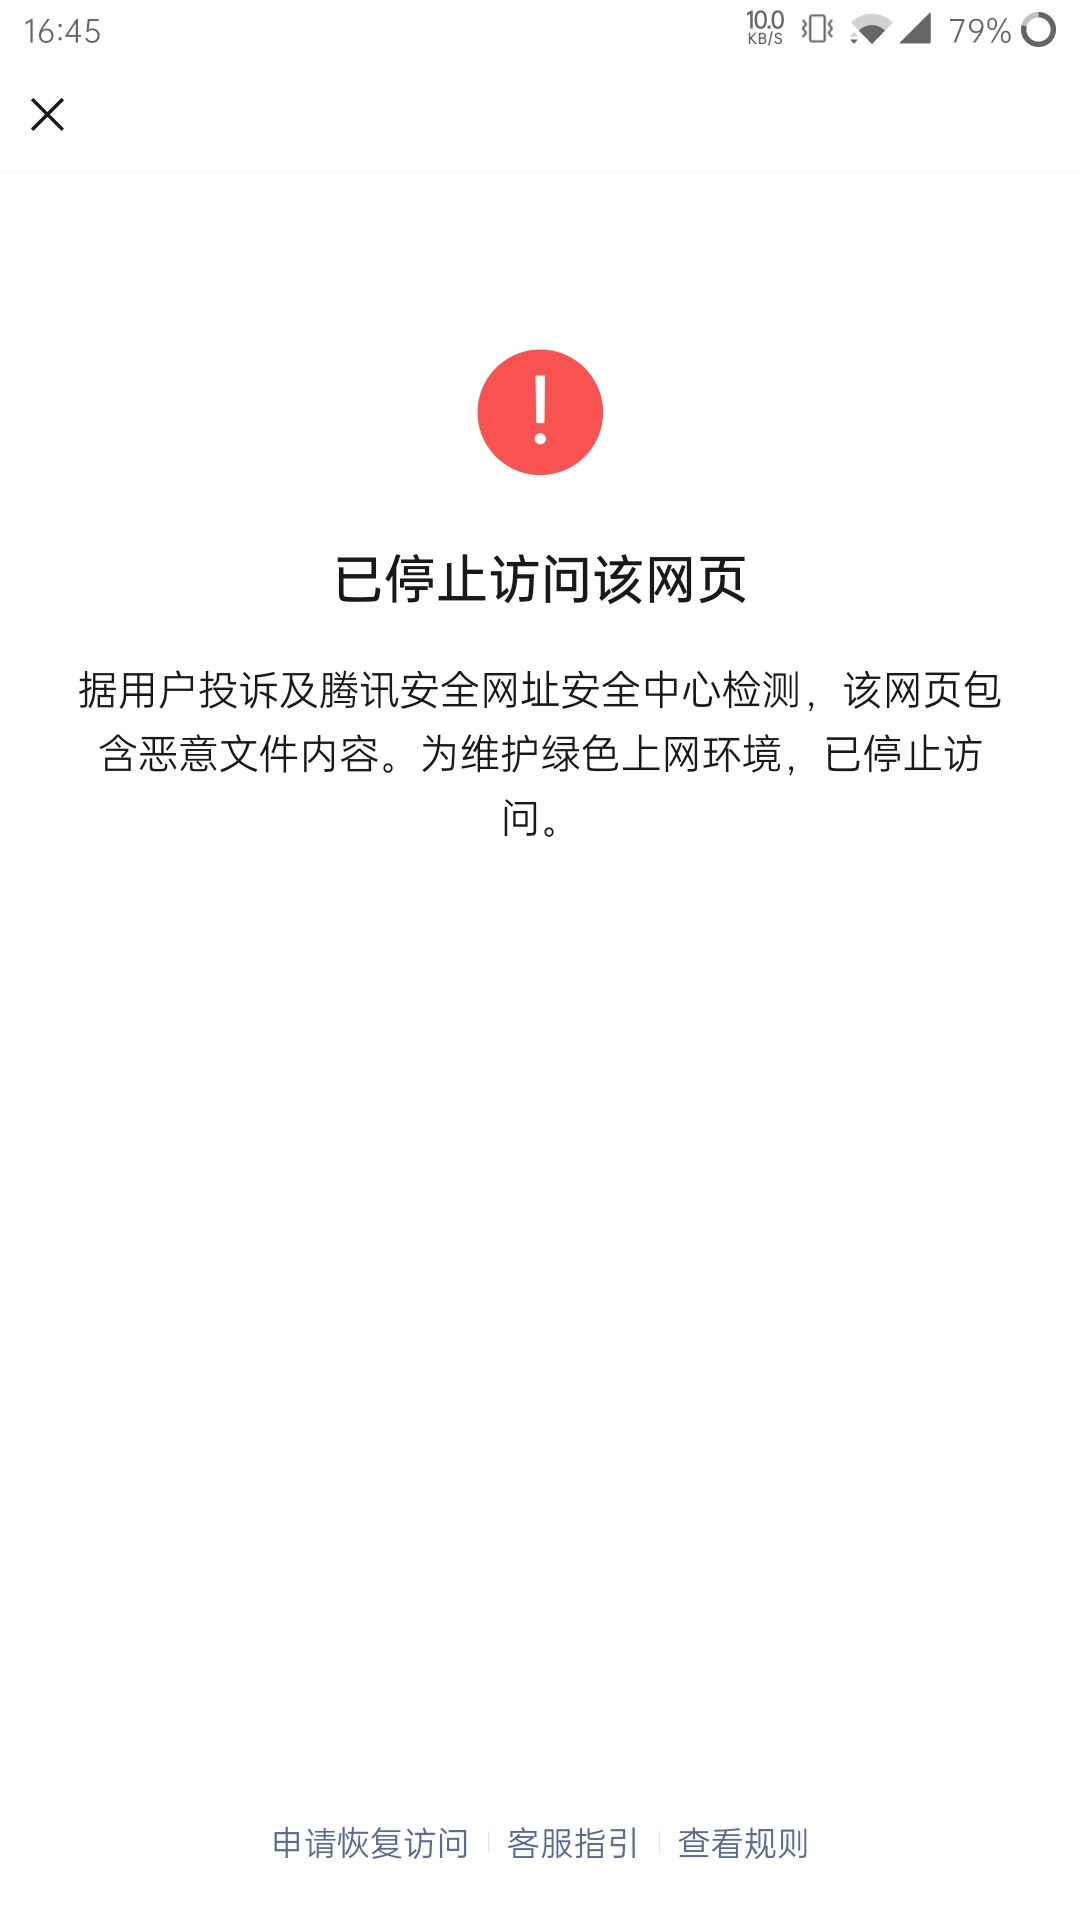 16:45
10.0
KB/S
79%
已停止访问该网页
据用户投诉及腾讯安全网址安全中心检测，该网页包
含恶意文件内容。为维护绿色上网环境，已停止访
问。
申请恢复访问 客服指引 查看规则